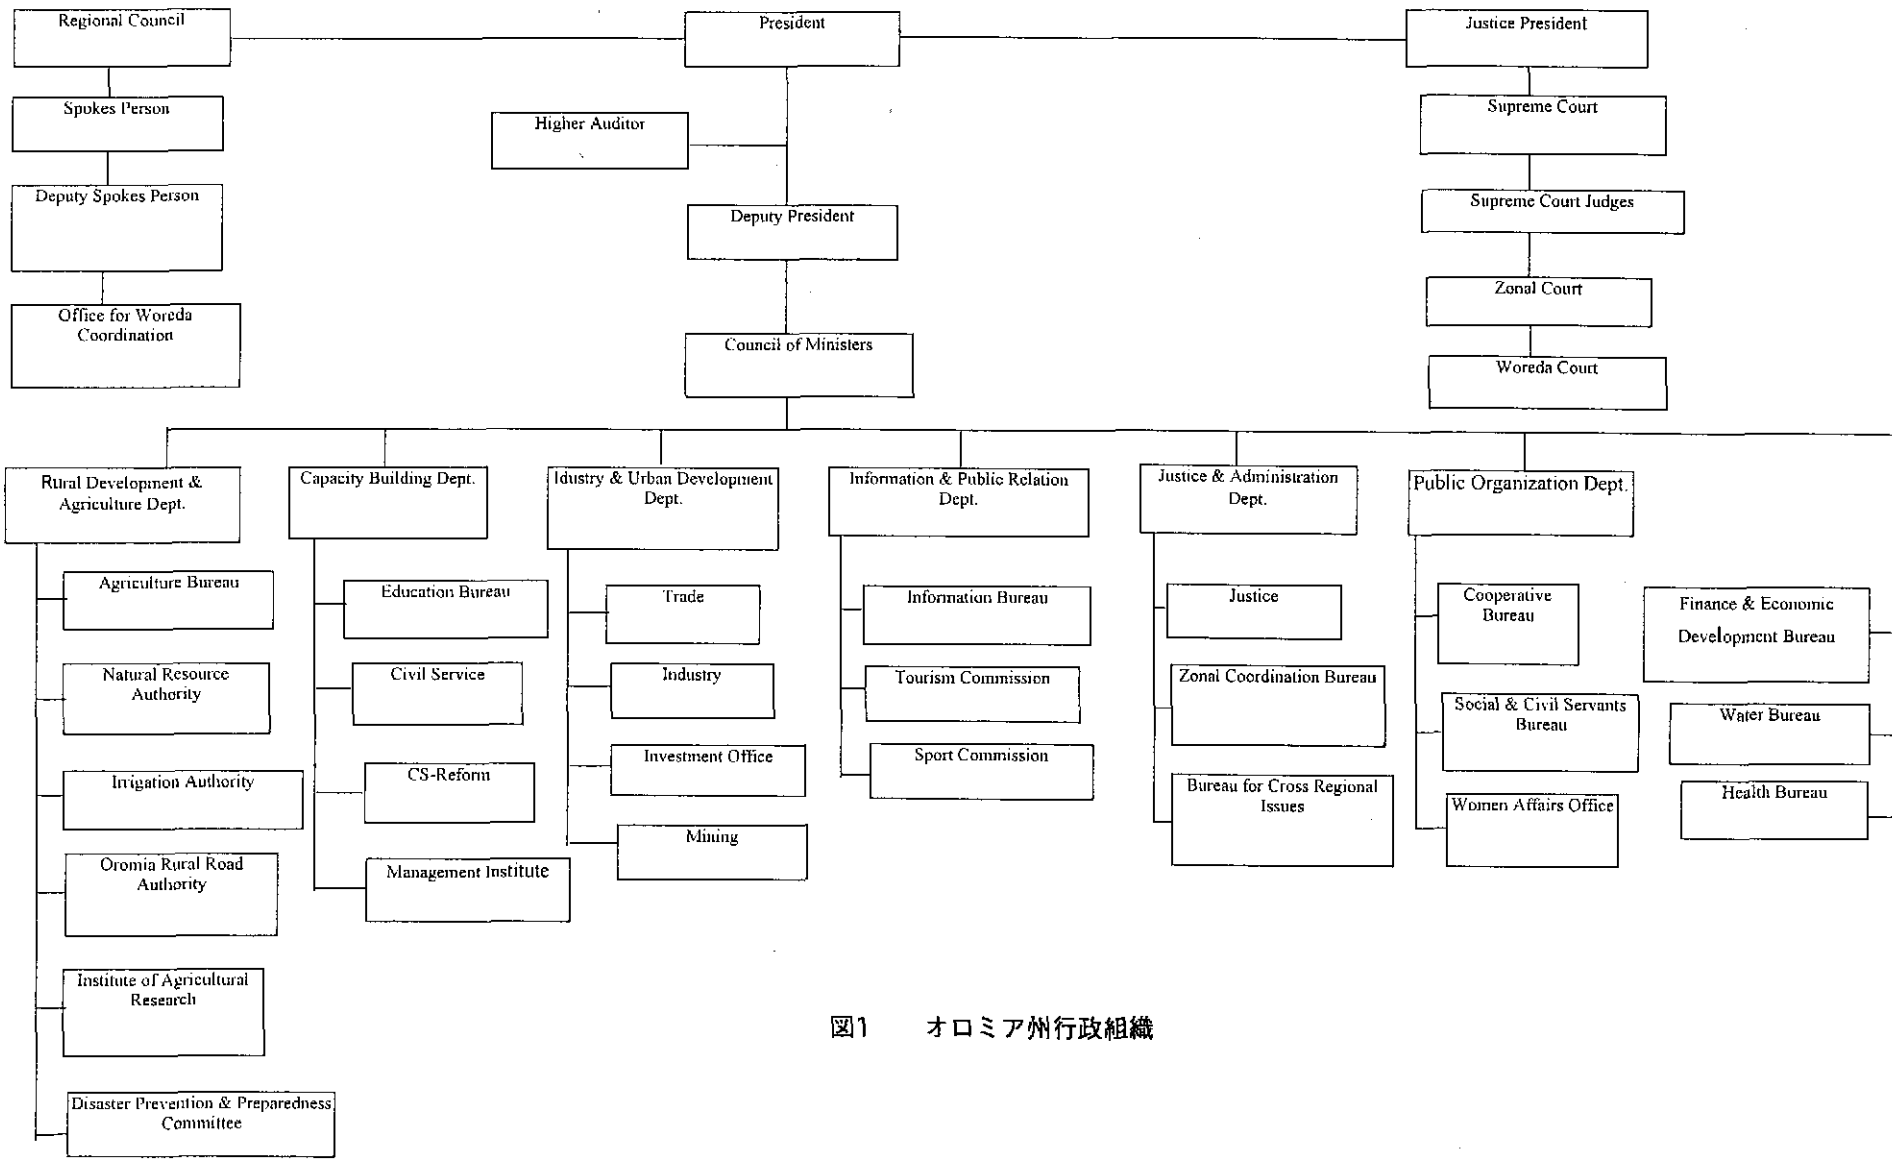 Regional Council
President
Justice President
Spokes Person
Higher Auditor
Supreme Court
Deputy Spokes Person
Deputy President
Supreme Court Judges
Office for Woreda
Coordination
Council of Ministers
Zonal Court
Woreda Court
Rural Development &
Agriculture Dept.
Capacity Building Dept.
Idustry & Urban Development
Dept.
Information & Public Relation
Dept.
Justice & Administration
Dept.
Public Organization Dept.
Agriculture Bureau
Natural Resource
Authority
Irrigation Authority
Oromia Rural Road
Authority
Institute of Agricultural
Research
Disaster Prevention & Preparedness
Committee
Education Bureau
Civil Service
CS-Reform
Management Institute
Trade
Industry
Investment Office
Mining
Information Bureau
Tourism Commission
Sport Commission
Justice
Zonal Coordination Bureau
Bureau for Cross Regional
Issues
Cooperative
Bureau
Social & Civil Servants
Bureau
Women Affairs Office
Finance & Economic
Development Bureau
Water Bureau
Health Bureau
図1 オロミア州行政組織